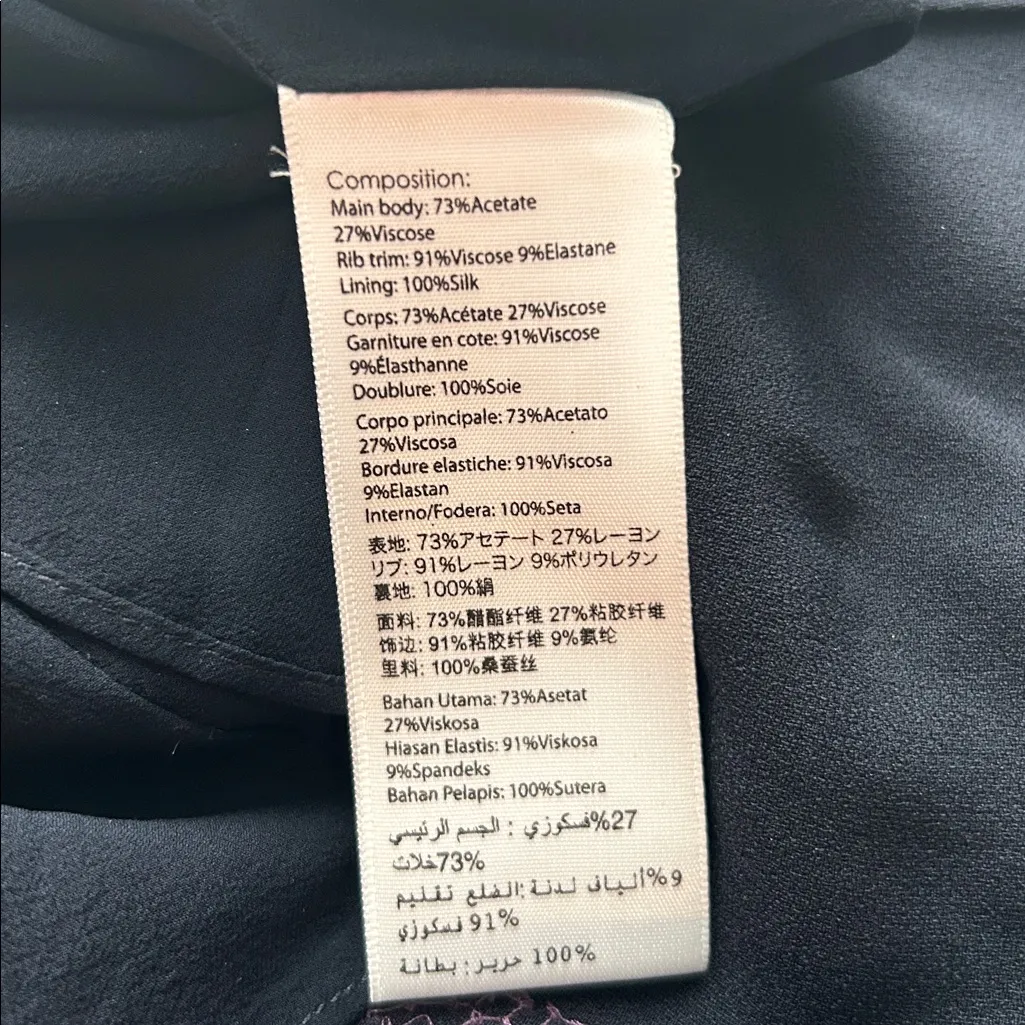 Composition:
Main body: 73%Acetate
27%Viscose
Rib trim: 91%Viscose 9%Elastane
Lining: 100%Silk
Corps: 73%Acétate 27%Viscose
Garniture en cote: 91%Viscose
9%Élasthanne
Doublure: 100%Soie
Corpo principale: 73%Acetato
27%Viscosa
Bordure elastiche: 91%Viscosa
9%Elastan
Interno/Fodera: 100%Seta
表地: 73%アセテート 27%レーヨン
リブ: 91%レーヨン 9%ポリウレタン
裏地: 100%絹
面料: 73%醋酯纤维 27%粘胶纤维
饰边: 91%粘胶纤维 9%氨纶
里料: 100%桑蚕丝
Bahan Utama: 73%Asetat
27%Viskosa
Hiasan Elastis: 91%Viskosa
9%Spandeks
Bahan Pelapis: 100%Sutera
27%فسكوزي : الجسم الرئيسي
73%خلات
9%ألياف لدنة :الضلع تقليم
91% فسكوزي
100% حرير : بطانة